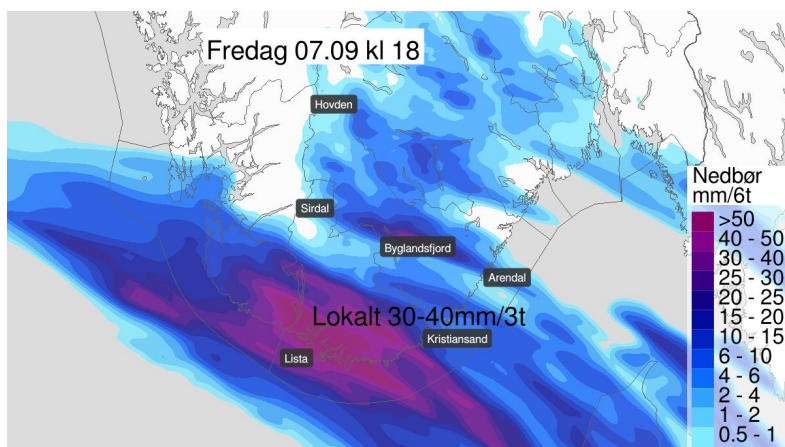 Fredag 07.09 kl 18
Hovden
Sirdal
Byglandsfjord
Arendal
Lokalt 30-40mm/3t
Kristiansand
Lista
Nedbør
mm/6t
>50
40 - 50
30 - 40
25 - 30
20 - 25
15 - 20
10 - 15
6 - 10
4 - 6
2 - 4
1 - 2
0.5 - 1